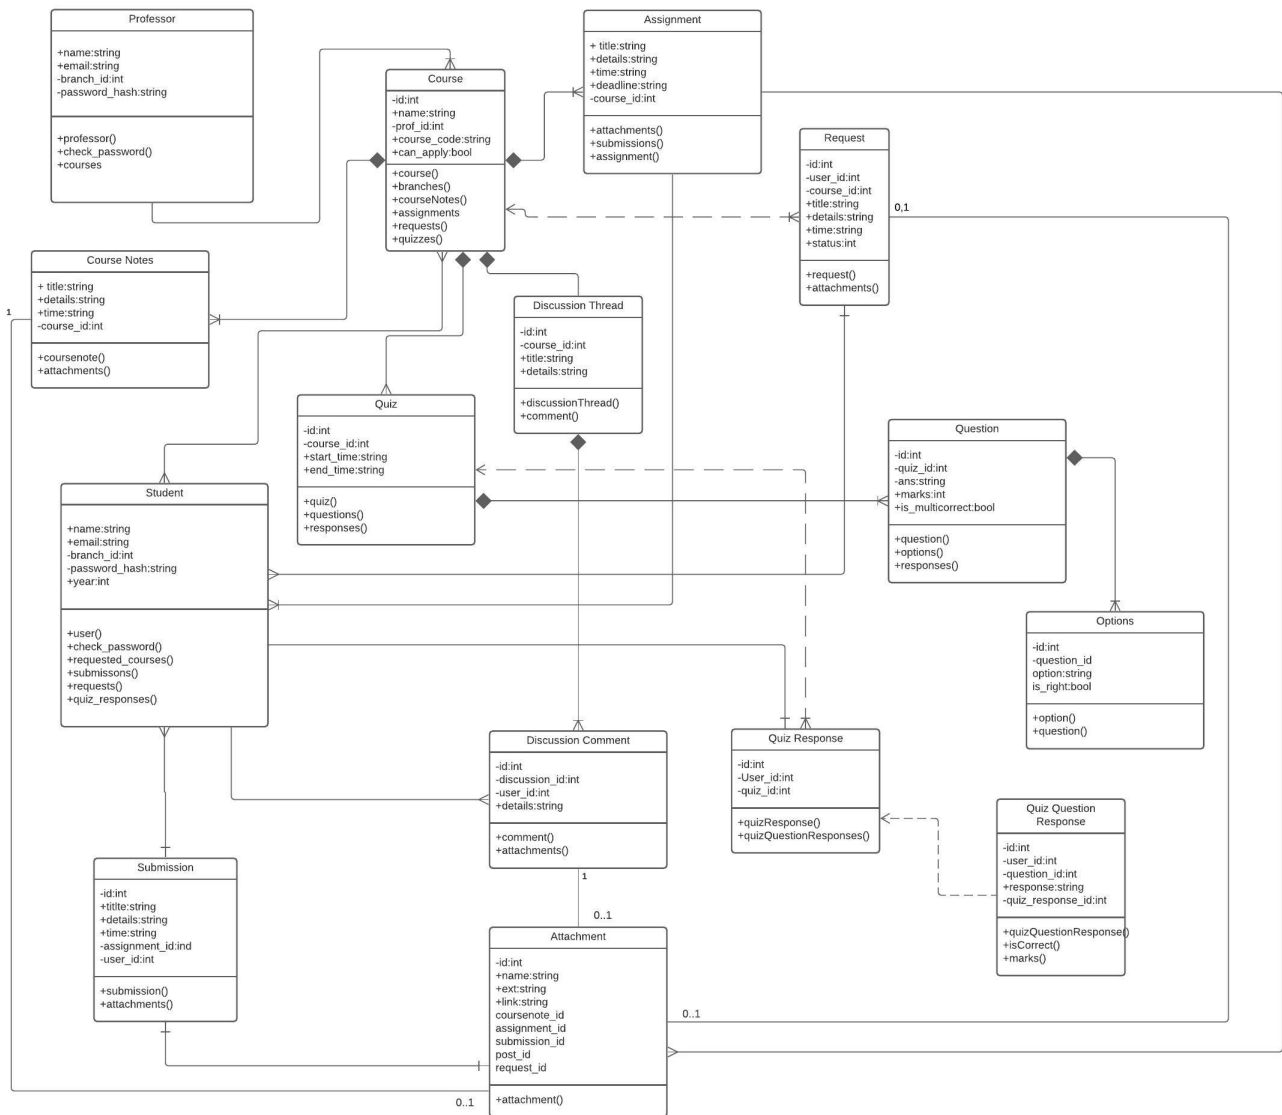 Professor
+name:string
+email:string
-branch_id:int
-password_hash:string
+professor()
+check_password()
+courses
Course
-id:int
+name:string
-prof_id:int
+course_code:string
+can_apply:bool
+course()
+branches()
+courseNotes()
+assignments
+requests()
+quizzes()
Assignment
+ title:string
+details:string
+time:string
+deadline:string
-course_id:int
+attachments()
+submissions()
+assignment()
Request
-id:int
-user_id:int
-course_id:int
+title:string
+details:string
+time:string
+status:int
+request()
+attachments()
0,1
Course Notes
+ title:string
+details:string
+time:string
-course_id:int
+coursenote()
+attachments()
1
Discussion Thread
-id:int
-course_id:int
+title:string
+details:string
+discussionThread()
+comment()
Quiz
-id:int
-course_id:int
+start_time:string
+end_time:string
+quiz()
+questions()
+responses()
Question
-id:int
-quiz_id:int
-ans:string
+marks:int
+is_multicorrect:bool
+question()
+options()
+responses()
Student
+name:string
+email:string
-branch_id:int
-password_hash:string
+year:int
+user()
+check_password()
+requested_courses()
+submissons()
+requests()
+quiz_responses()
Options
-id:int
-question_id
option:string
is_right:bool
+option()
+question()
Discussion Comment
-id:int
-discussion_id:int
-user_id:int
+details:string
+comment()
+attachments()
1
0..1
Quiz Response
-id:int
-User_id:int
-quiz_id:int
+quizResponse()
+quizQuestionResponses()
Quiz Question
Response
-id:int
-user_id:int
-question_id:int
+response:string
-quiz_response_id:int
+quizQuestionResponse()
+isCorrect()
+marks()
Submission
-id:int
+titlte:string
+details:string
+time:string
-assignment_id:ind
-user_id:int
+submission()
+attachments()
Attachment
-id:int
+name:string
+ext:string
+link:string
coursenote_id
assignment_id
submission_id
post_id
request_id
+attachment()
0..1
0..1